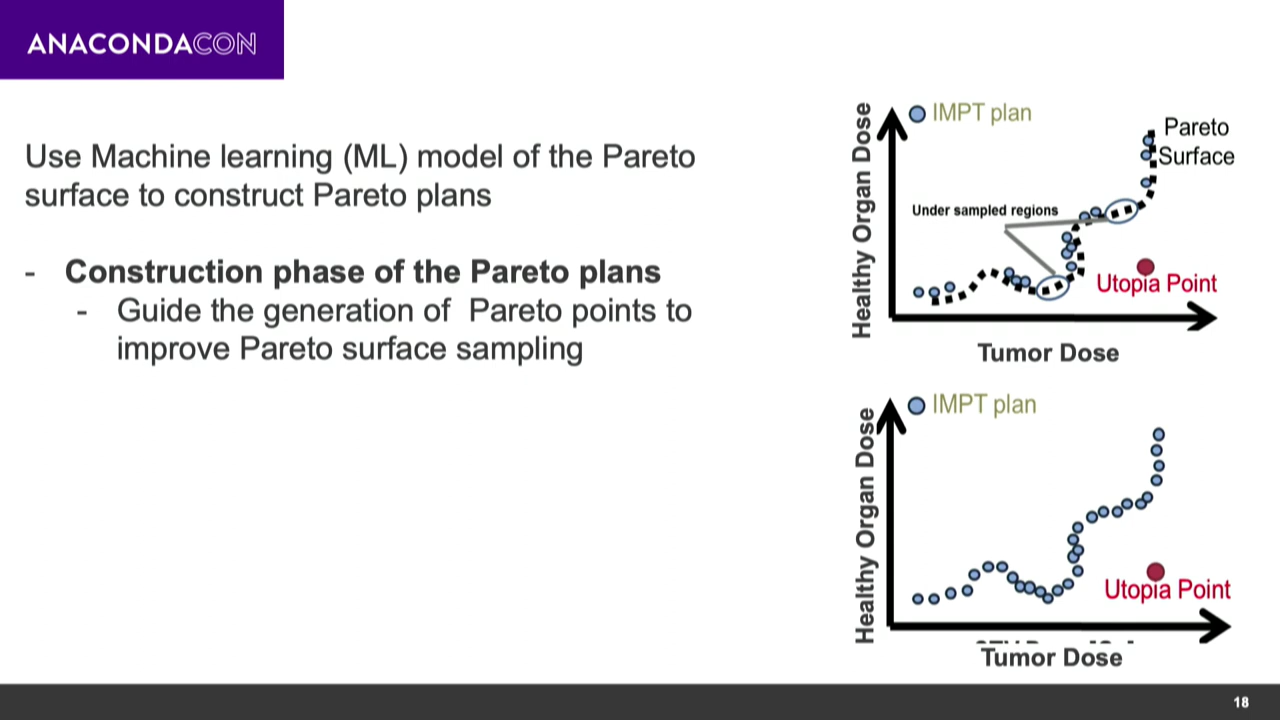 ANACONDACON
Use Machine learning (ML) model of the Pareto
surface to construct Pareto plans
- Construction phase of the Pareto plans
- Guide the generation of Pareto points to
improve Pareto surface sampling
Healthy Organ Dose
IMPT plan
Pareto
Surface
Under sampled regions
Utopia Point
Tumor Dose
Healthy Organ Dose
IMPT plan
Utopia Point
Tumor Dose
18